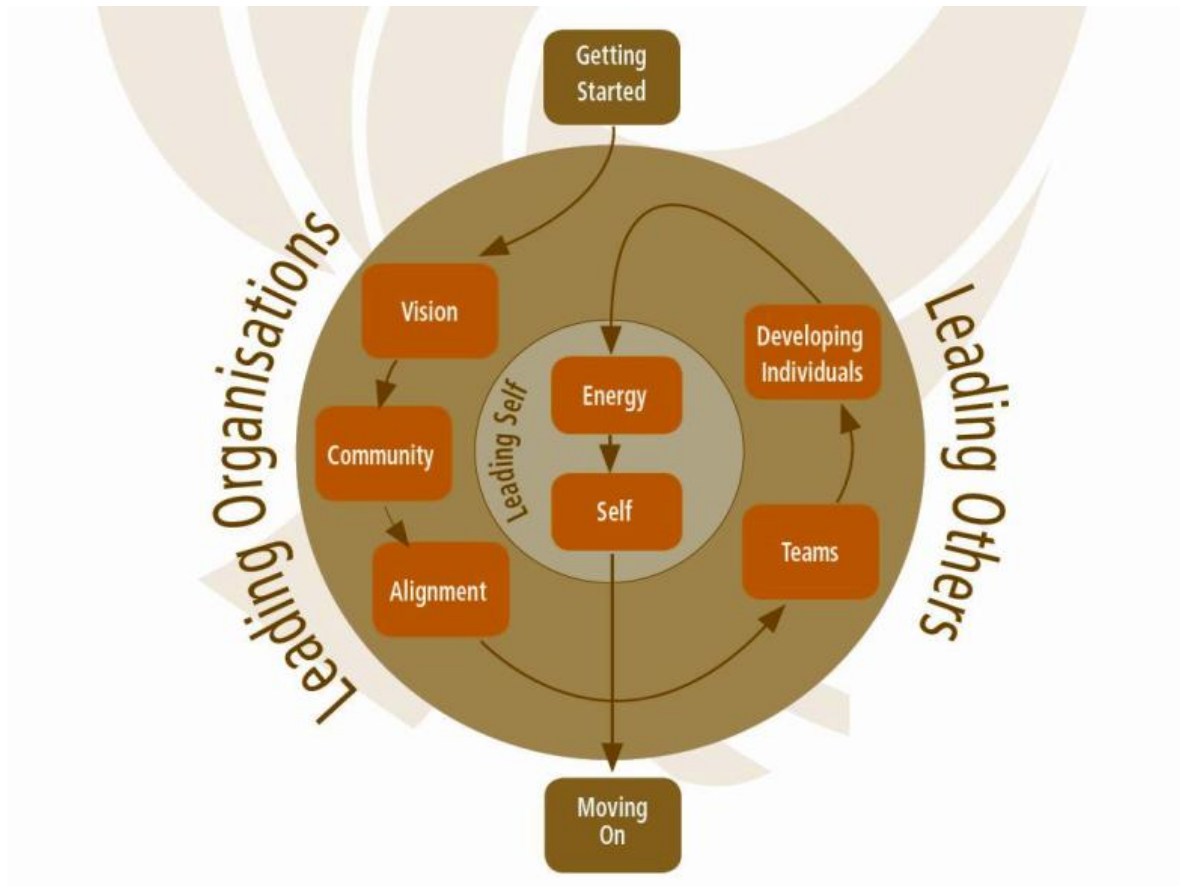 Getting
Started
Leading Organisations
Vision
Community
Alignment
Leading Self
Energy
Self
Developing
Individuals
Teams
Leading Others
Moving
On